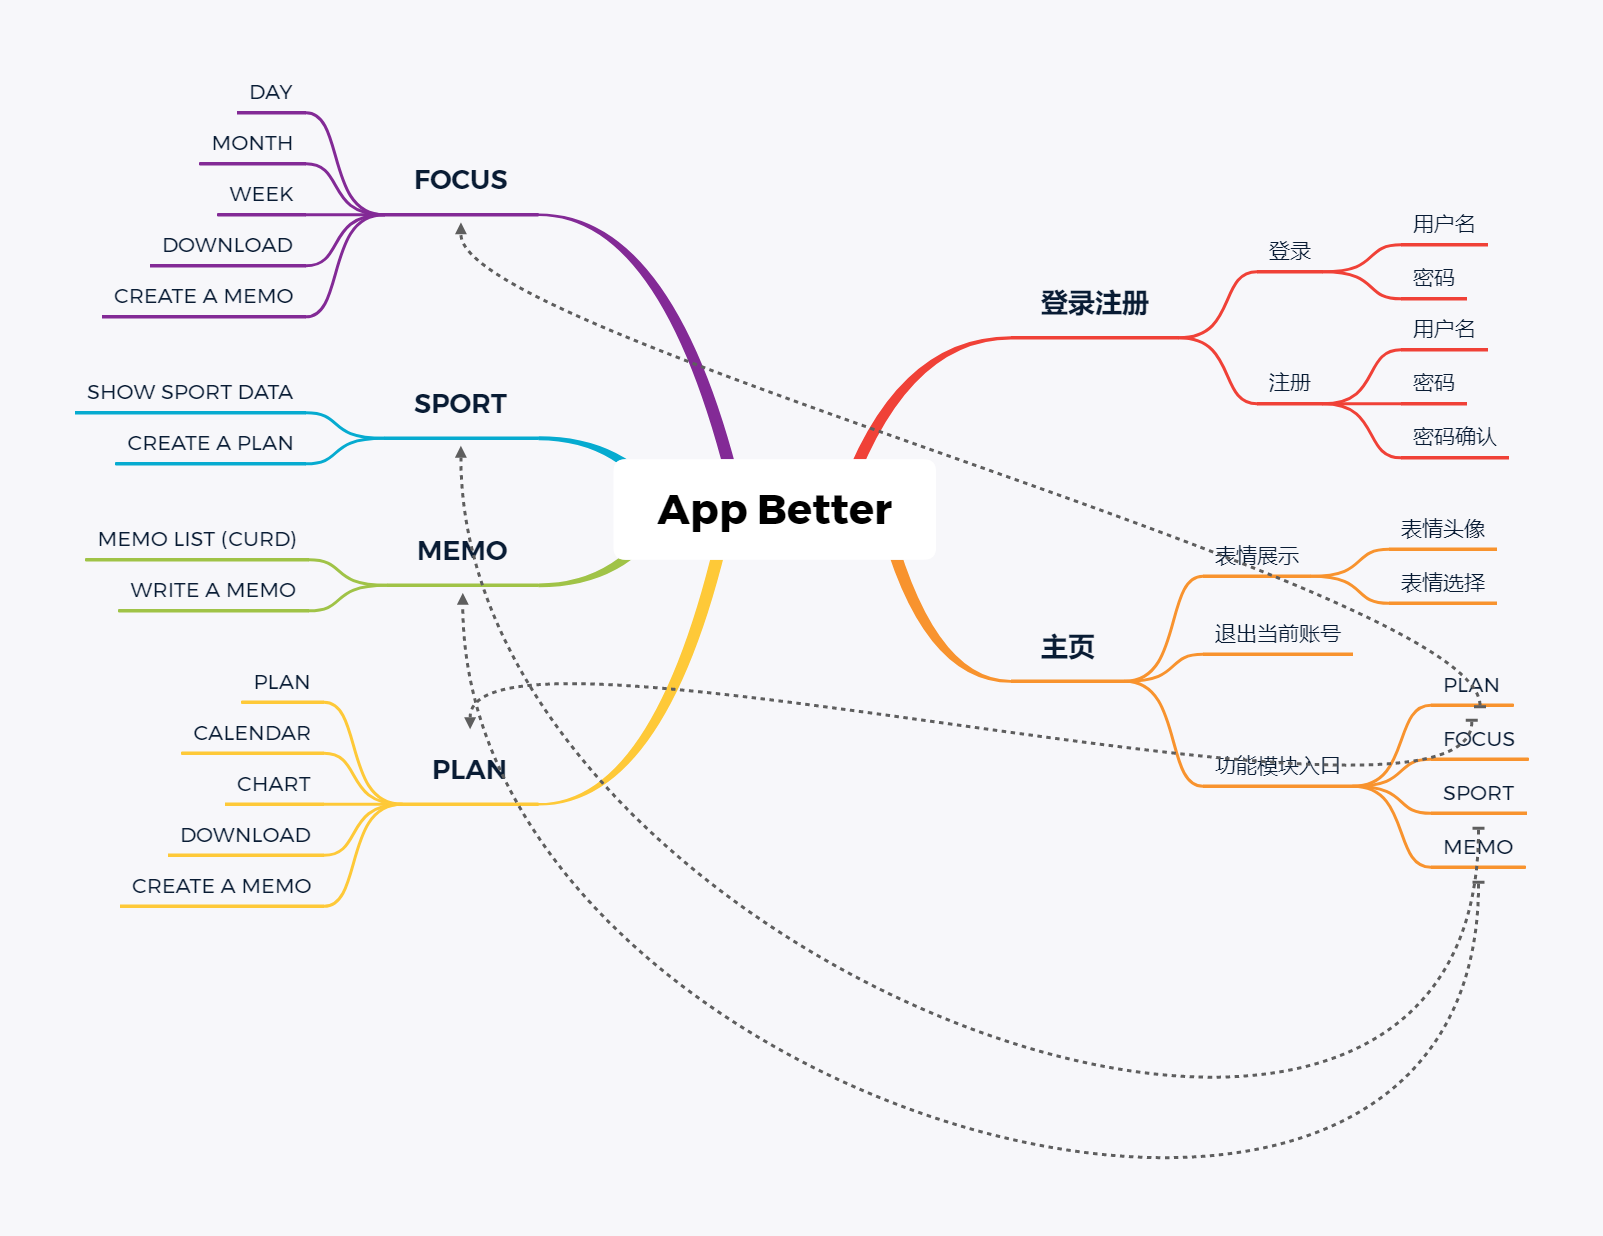 App Better
FOCUS
DAY
MONTH
WEEK
DOWNLOAD
CREATE A MEMO
SPORT
SHOW SPORT DATA
CREATE A PLAN
MEMO
MEMO LIST (CURD)
WRITE A MEMO
PLAN
PLAN
CALENDAR
CHART
DOWNLOAD
CREATE A MEMO
登录注册
登录
用户名
密码
注册
用户名
密码
密码确认
主页
表情展示
表情头像
表情选择
退出当前账号
功能模块入口
PLAN
FOCUS
SPORT
MEMO